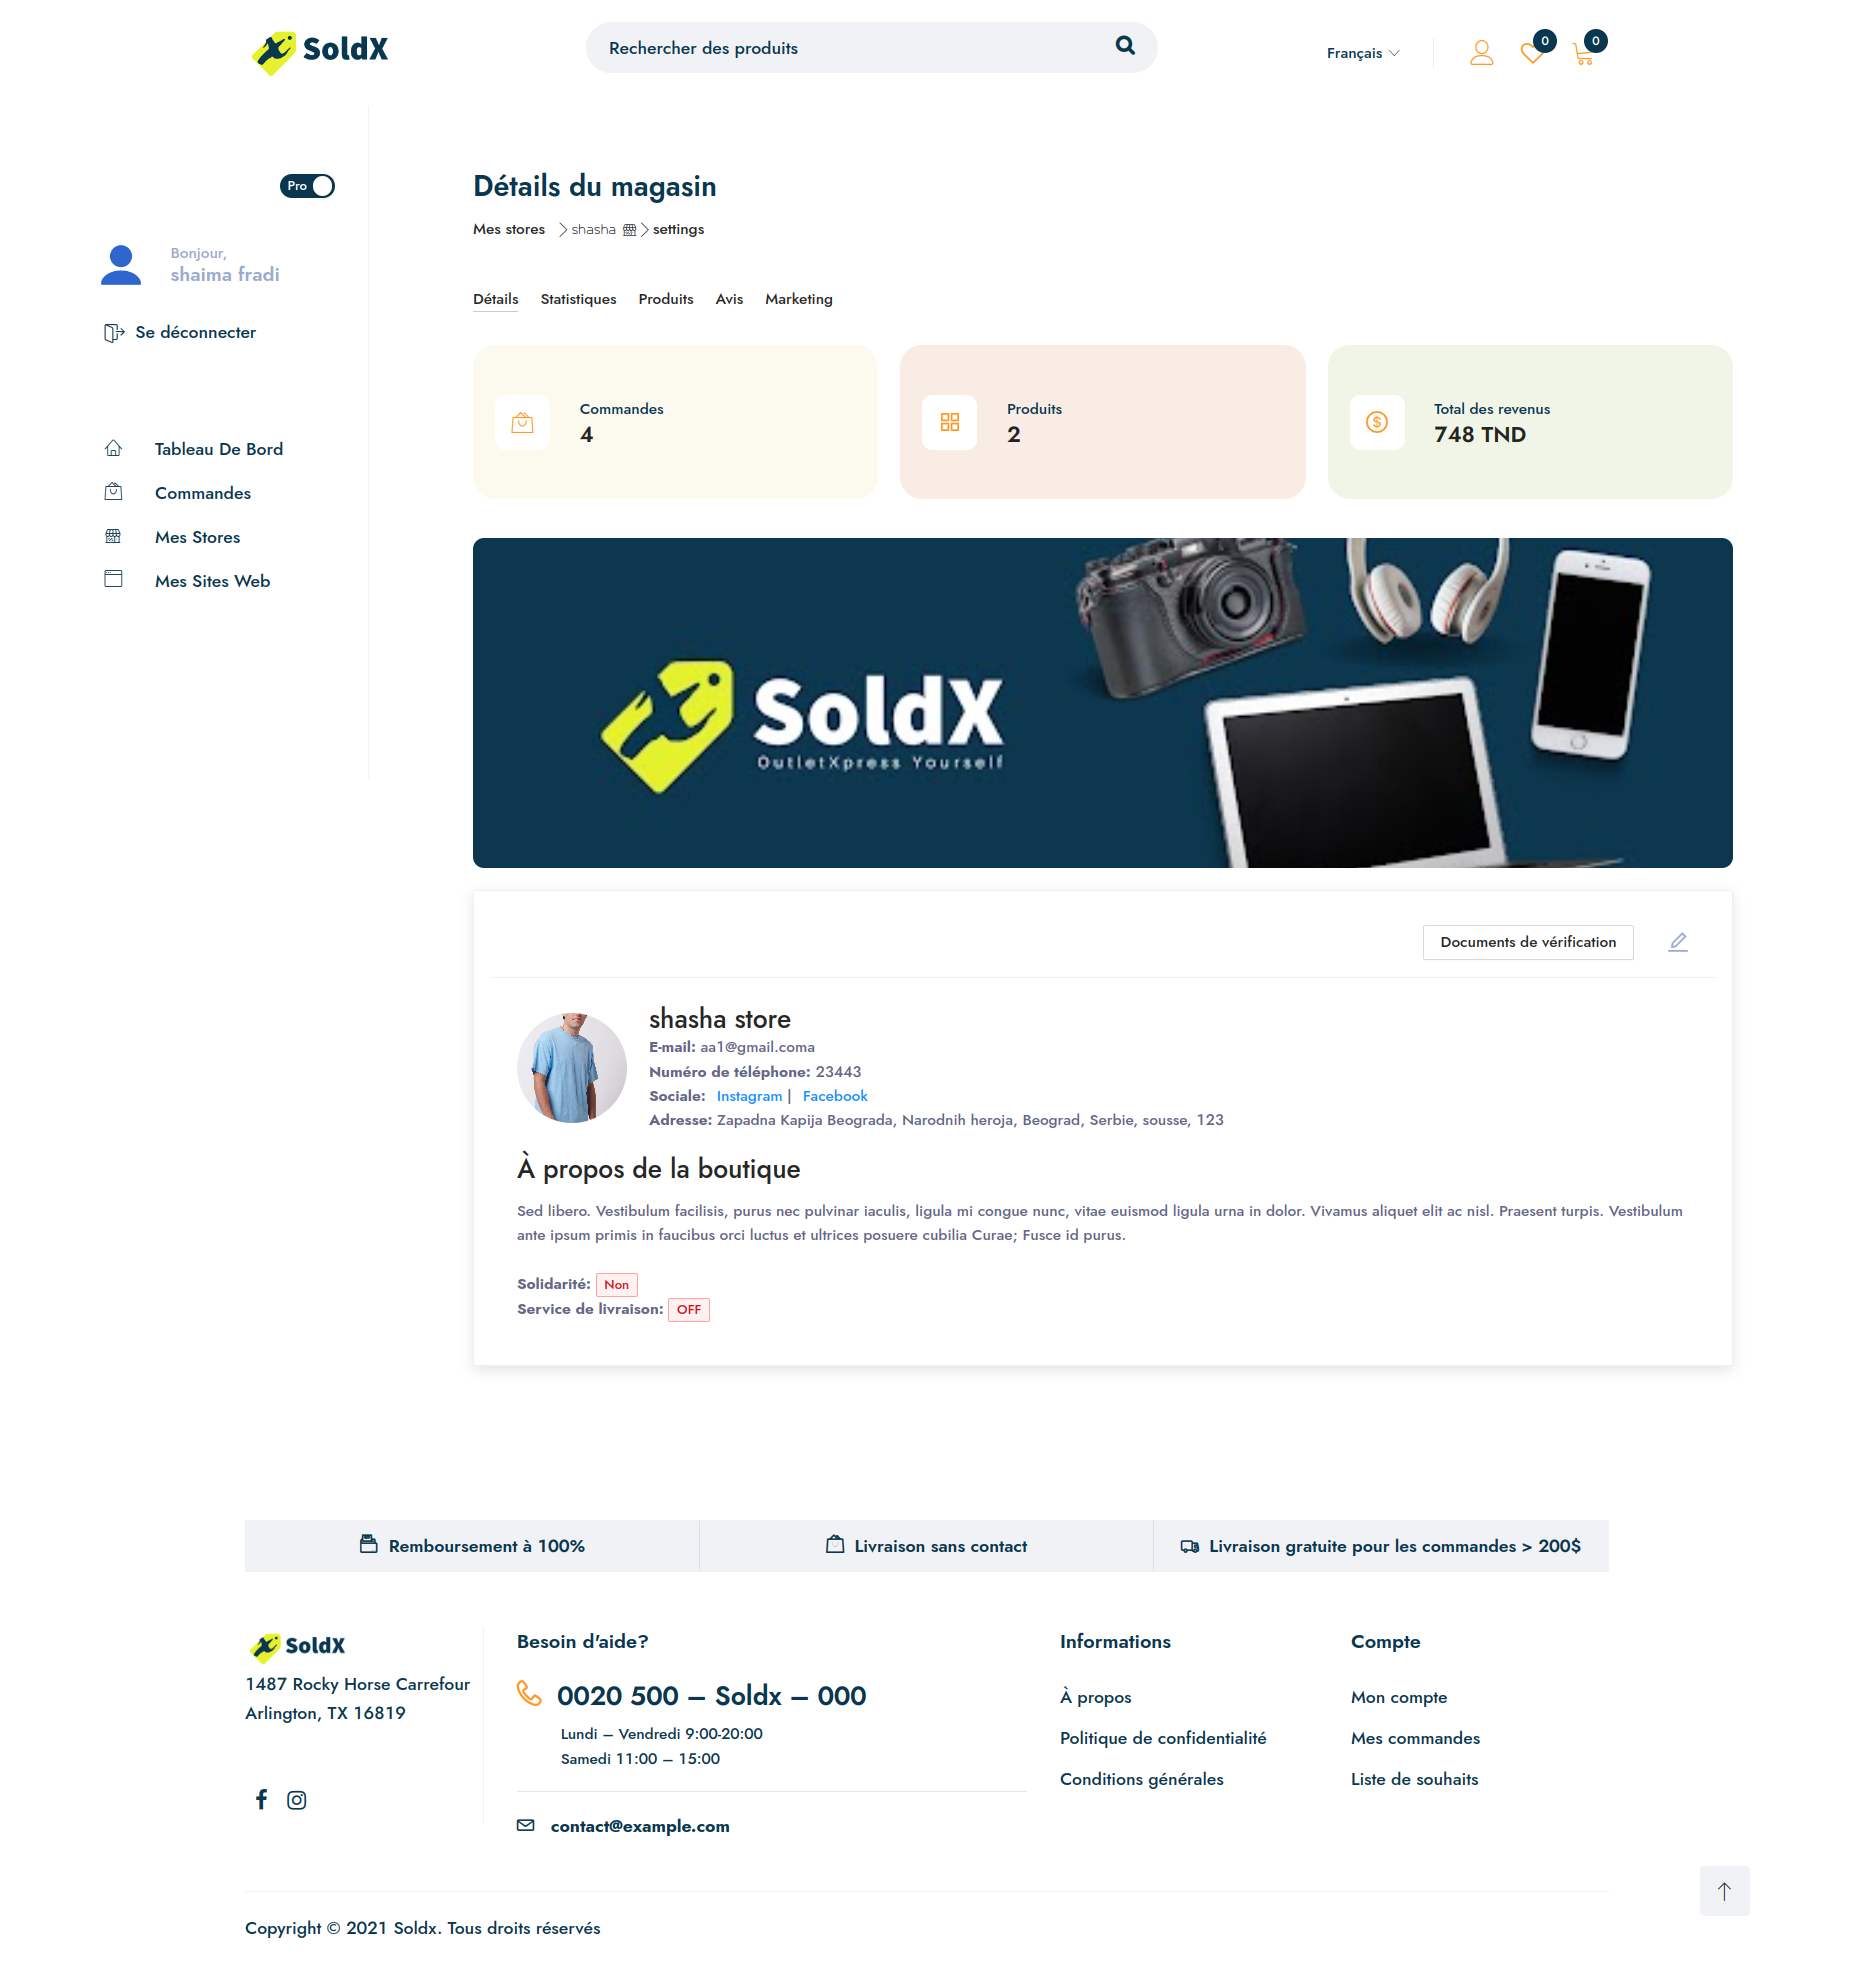 SoldX
Rechercher des produits
Français
0
0
Pro
Bonjour,
shaima fradi
Se déconnecter
Tableau De Bord
Commandes
Mes Stores
Mes Sites Web
Détails du magasin
Mes stores
shasha
settings
Détails
Statistiques
Produits
Avis
Marketing
Commandes
4
Produits
2
Total des revenus
748 TND
SoldX
OutletXpress Yourself
Documents de vérification
shasha store
E-mail: aa1@gmail.coma
Numéro de téléphone: 23443
Sociale: Instagram | Facebook
Adresse: Zapadna Kapija Beograda, Narodnih heroja, Beograd, Serbie, sousse, 123
À propos de la boutique
Sed libero. Vestibulum facilisis, purus nec pulvinar iaculis, ligula mi congue nunc, vitae euismod ligula urna in dolor. Vivamus aliquet elit ac nisl. Praesent turpis. Vestibulum
ante ipsum primis in faucibus orci luctus et ultrices posuere cubilia Curae; Fusce id purus.
Solidarité: Non
Service de livraison: OFF
Remboursement à 100%
Livraison sans contact
Livraison gratuite pour les commandes > 200$
SoldX
1487 Rocky Horse Carrefour
Arlington, TX 16819
Besoin d'aide?
0020 500 – Soldx – 000
Lundi – Vendredi 9:00-20:00
Samedi 11:00 – 15:00
contact@example.com
Informations
À propos
Politique de confidentialité
Conditions générales
Compte
Mon compte
Mes commandes
Liste de souhaits
Copyright © 2021 Soldx. Tous droits réservés